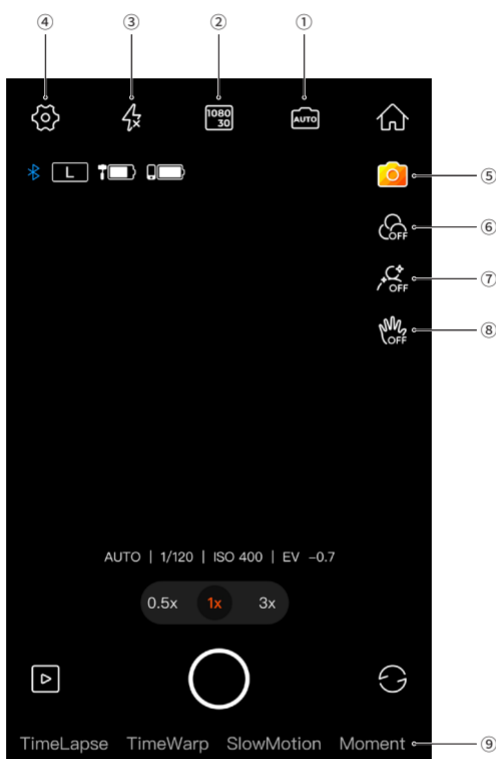 ④ ③ ② ①
1080
30
AUTO
L
⑤
OFF ⑥
OFF ⑦
OFF ⑧
AUTO | 1/120 | ISO 400 | EV -0.7
0.5x 1x 3x
TimeLapse TimeWarp SlowMotion Moment ⑨